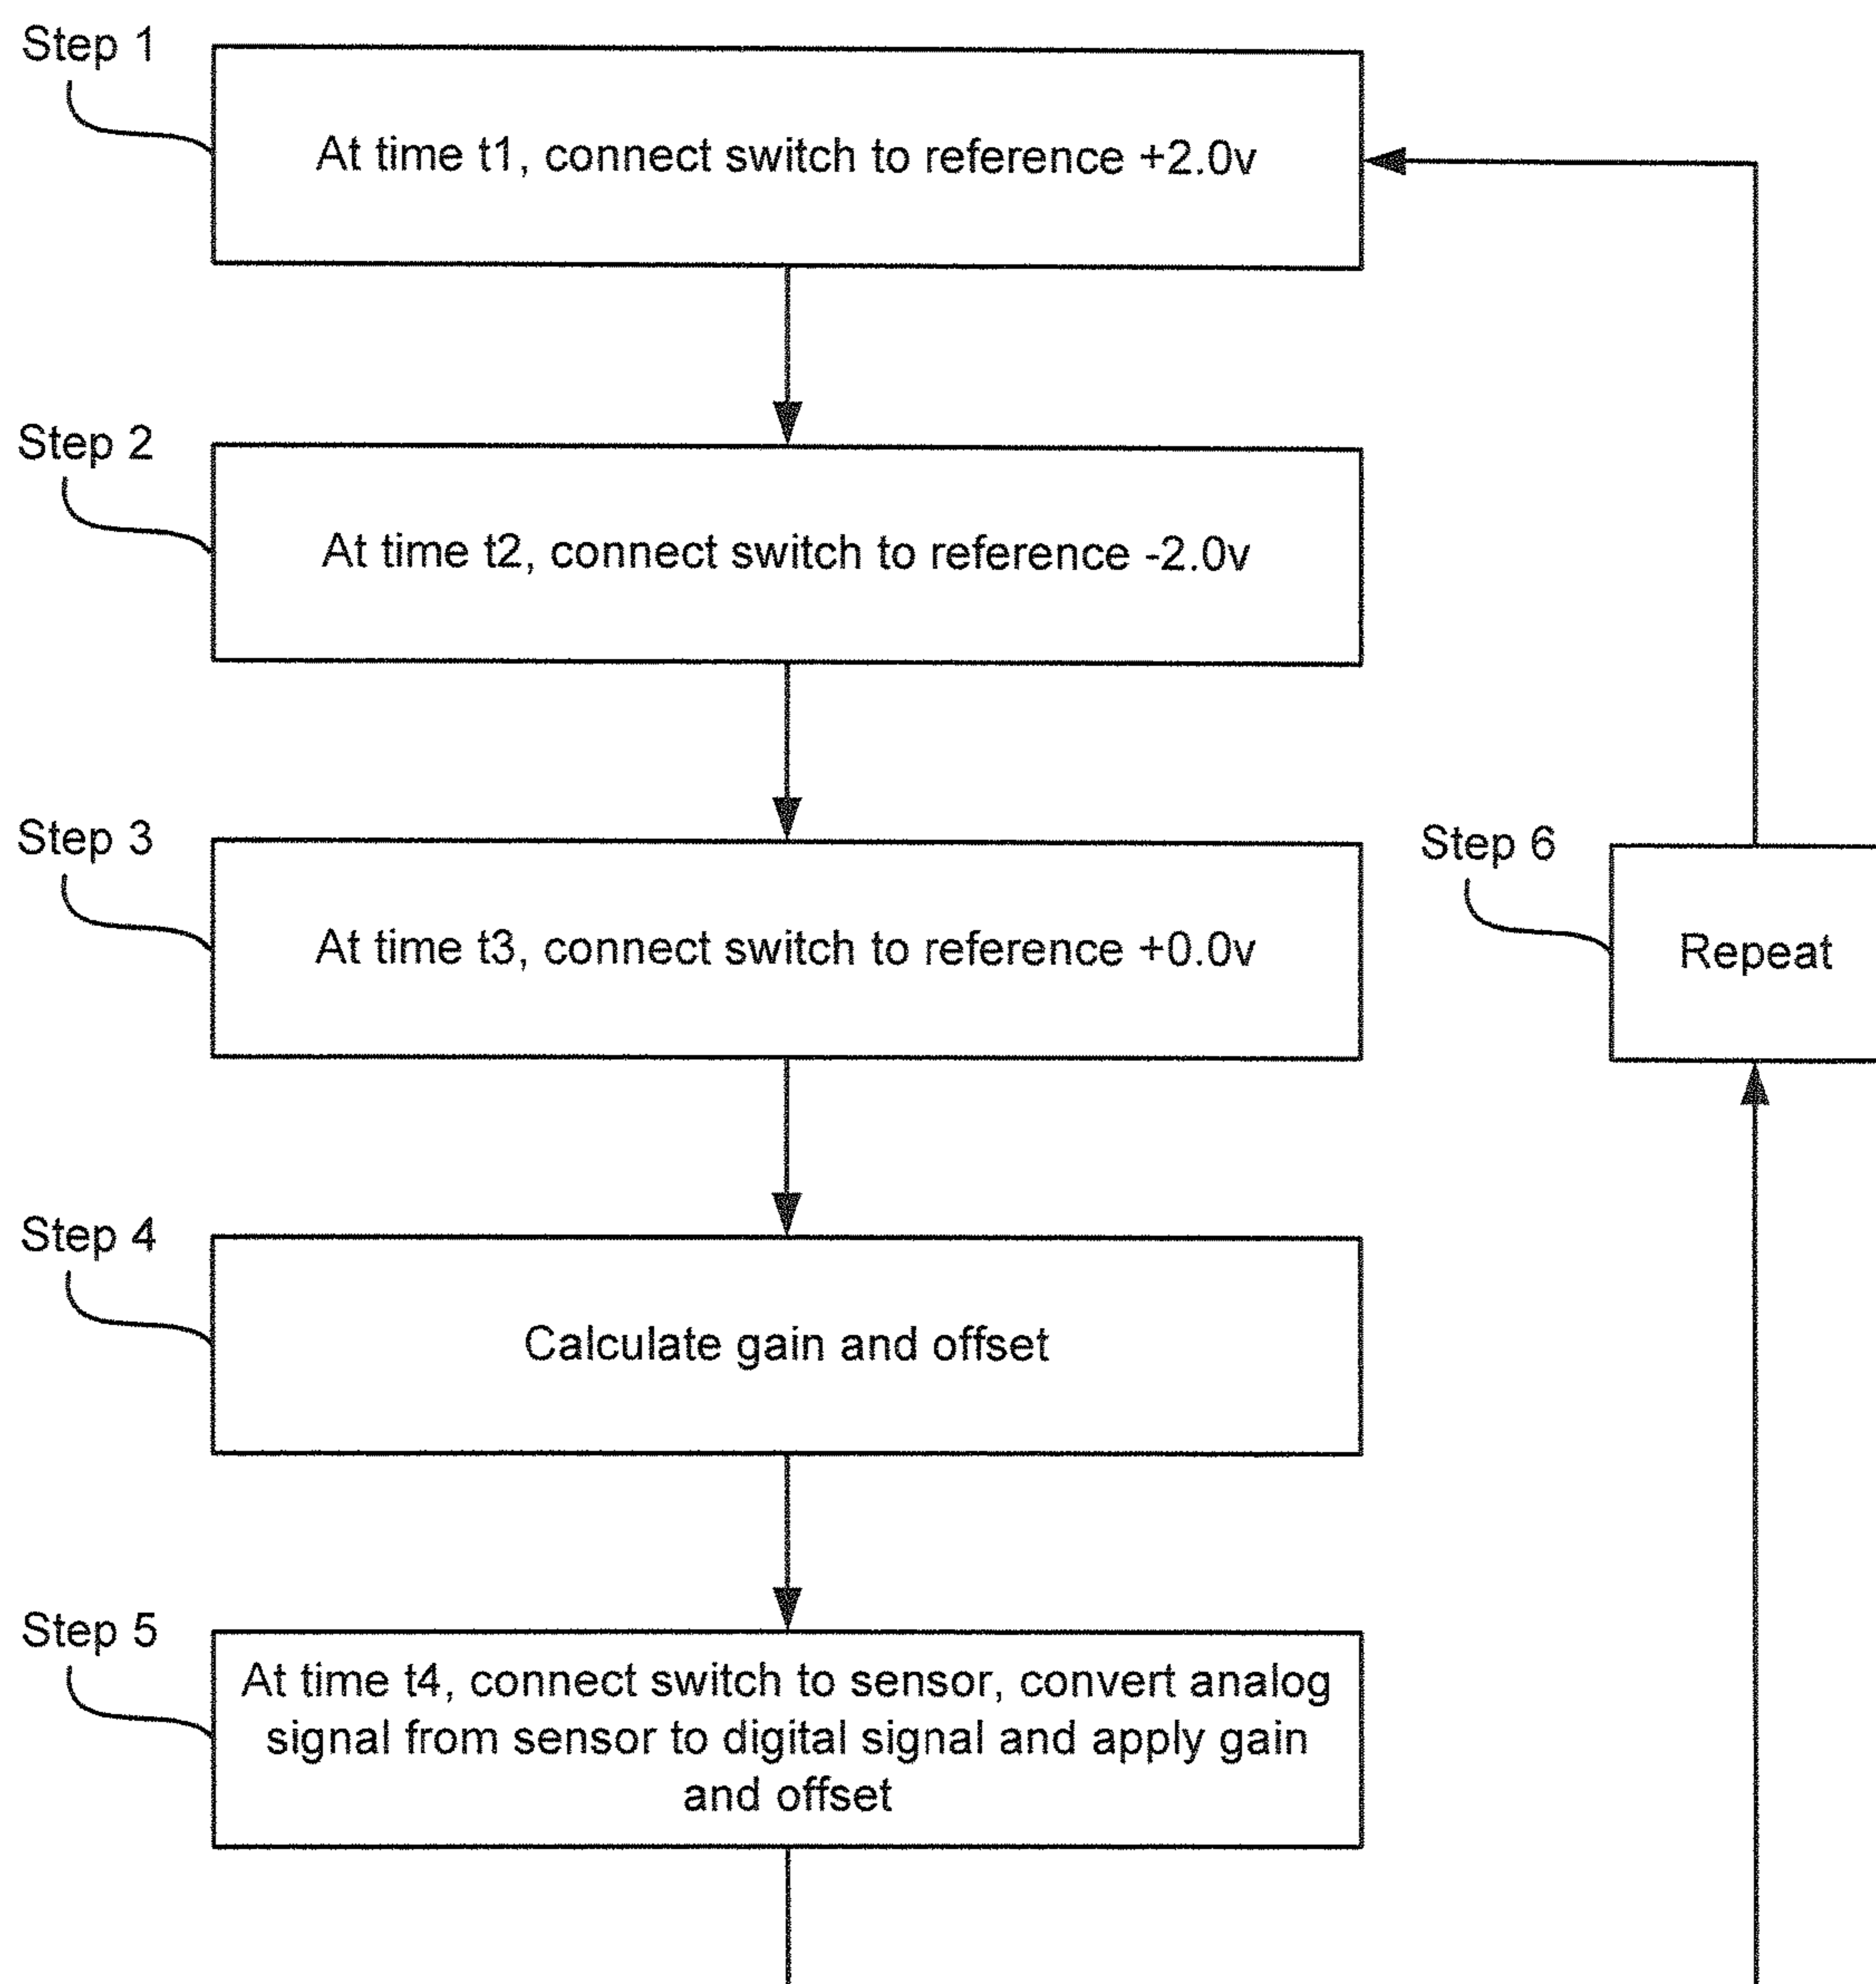 Step 1
At time t1, connect switch to reference +2.0v
Step 2
At time t2, connect switch to reference -2.0v
Step 3
At time t3, connect switch to reference +0.0v
Step 6
Repeat
Step 4
Calculate gain and offset
Step 5
At time t4, connect switch to sensor, convert analog
signal from sensor to digital signal and apply gain
and offset